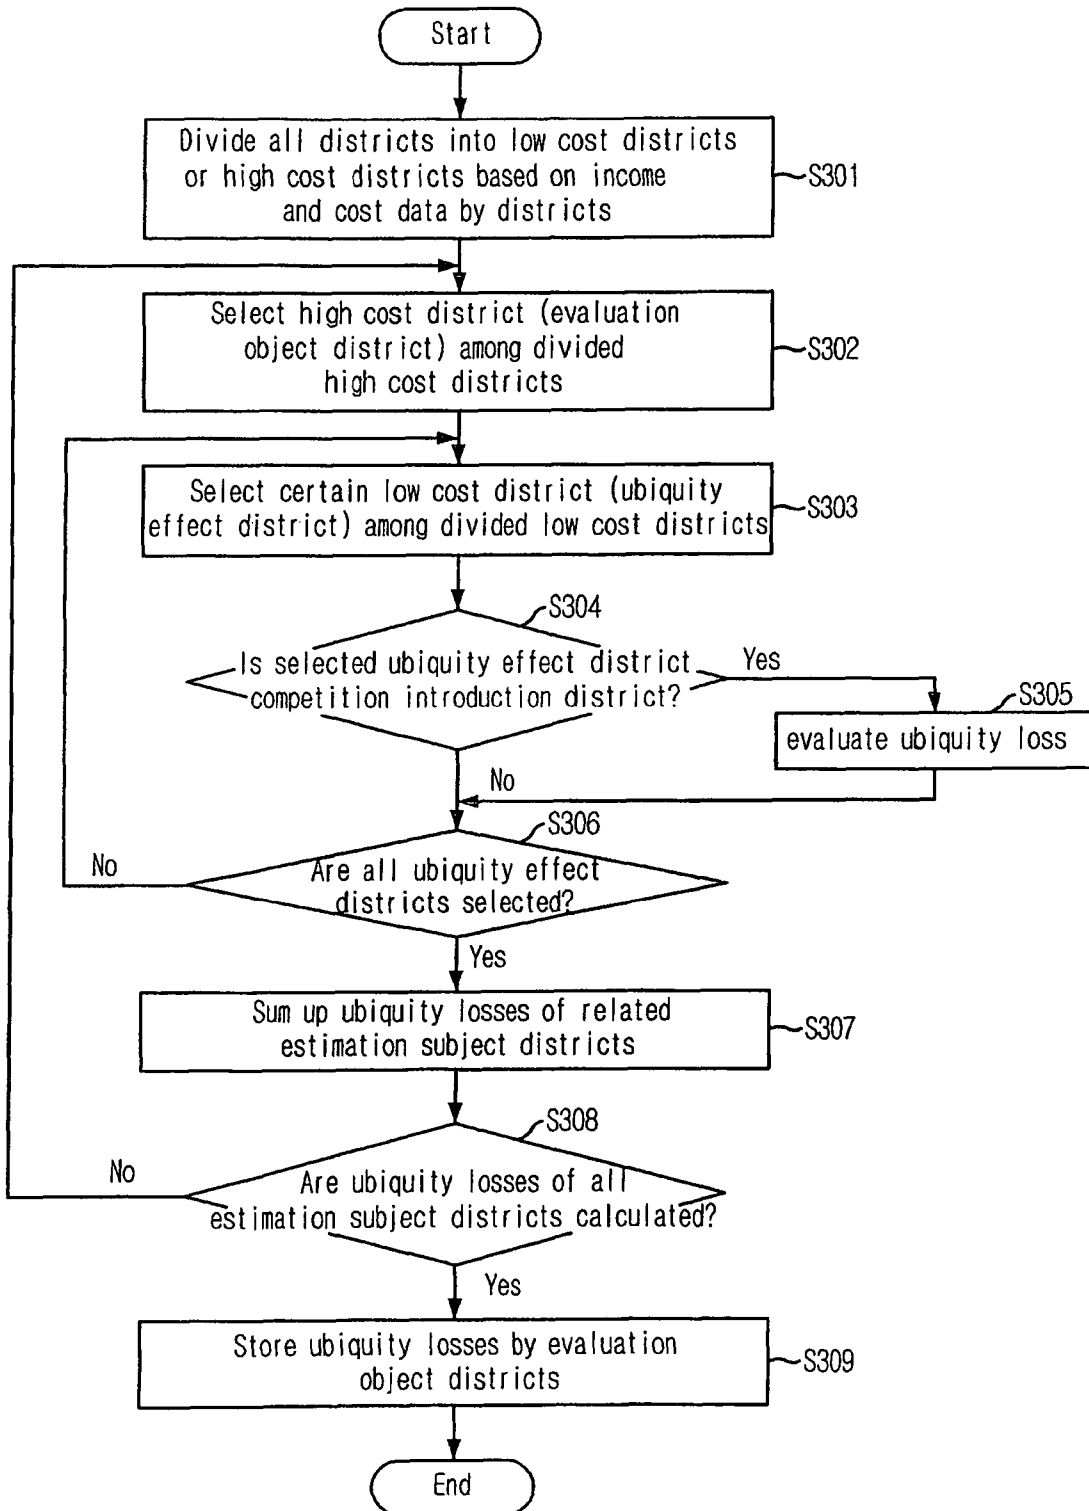 Start
Divide all districts into low cost districts
or high cost districts based on income
and cost data by districts
S301
Select high cost district (evaluation
object district) among divided
high cost districts
S302
Select certain low cost district (ubiquity
effect district) among divided low cost districts
S303
S304
Is selected ubiquity effect district
competition introduction district?
Yes
S305
evaluate ubiquity loss
No
S306
Are all ubiquity effect
districts selected?
No
Yes
Sum up ubiquity losses of related
estimation subject districts
S307
S308
Are ubiquity losses of all
estimation subject districts calculated?
No
Yes
Store ubiquity losses by evaluation
object districts
S309
End